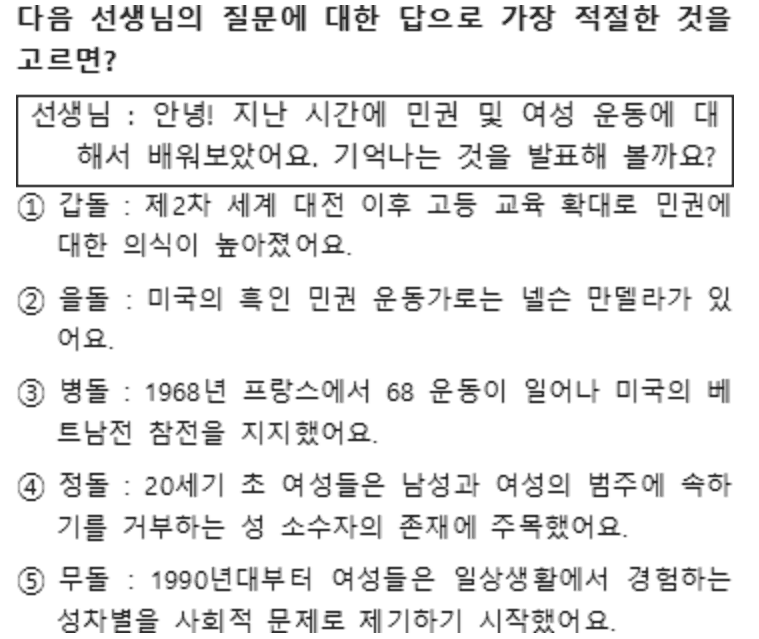 다음 선생님의 질문에 대한 답으로 가장 적절한 것을
고르면?
선생님 : 안녕! 지난 시간에 민권 및 여성 운동에 대
해서 배워보았어요. 기억나는 것을 발표해 볼까요?
① 갑돌 : 제2차 세계 대전 이후 고등 교육 확대로 민권에
대한 의식이 높아졌어요.
② 을돌 : 미국의 흑인 민권 운동가로는 넬슨 만델라가 있
어요.
③ 병돌 : 1968년 프랑스에서 68 운동이 일어나 미국의 베
트남전 참전을 지지했어요.
④ 정돌 : 20세기 초 여성들은 남성과 여성의 범주에 속하
기를 거부하는 성 소수자의 존재에 주목했어요.
⑤ 무돌 : 1990년대부터 여성들은 일상생활에서 경험하는
성차별을 사회적 문제로 제기하기 시작했어요.